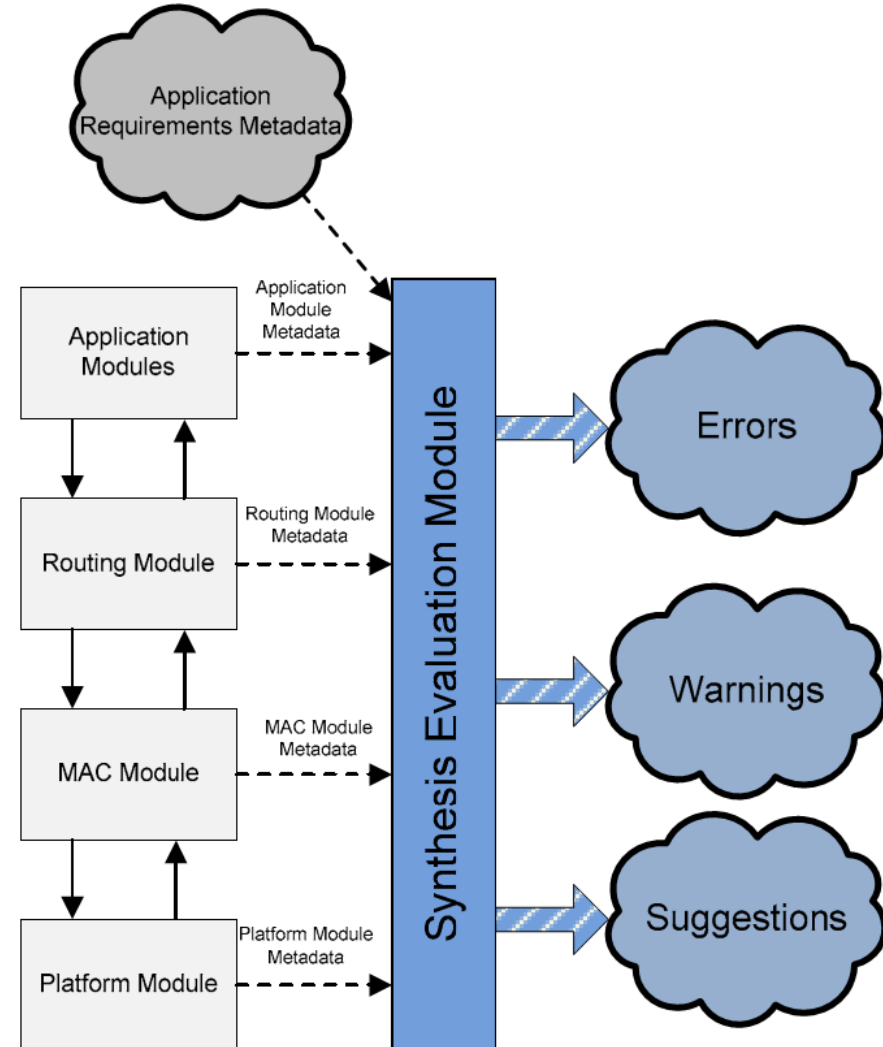 Application
Requirements Metadata
Application
Module
Metadata
Application
Modules
Routing Module
Metadata
Routing Module
MAC Module
Metadata
MAC Module
Platform Module
Metadata
Platform Module
Synthesis Evaluation Module
Errors
Warnings
Suggestions